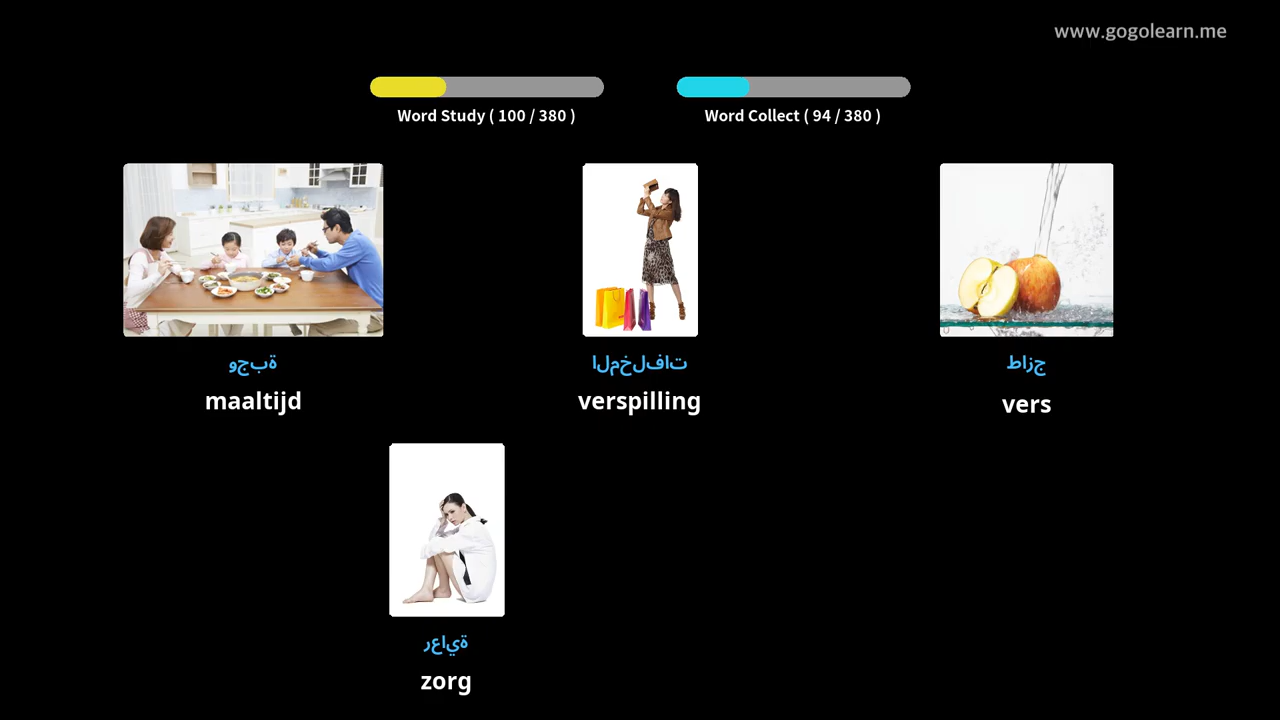 www.gogolearn.me
Word Study ( 100 / 380 )
Word Collect ( 94 / 380 )
وجبة
maaltijd
المخلفات
verspilling
طازج
vers
رعاية
zorg